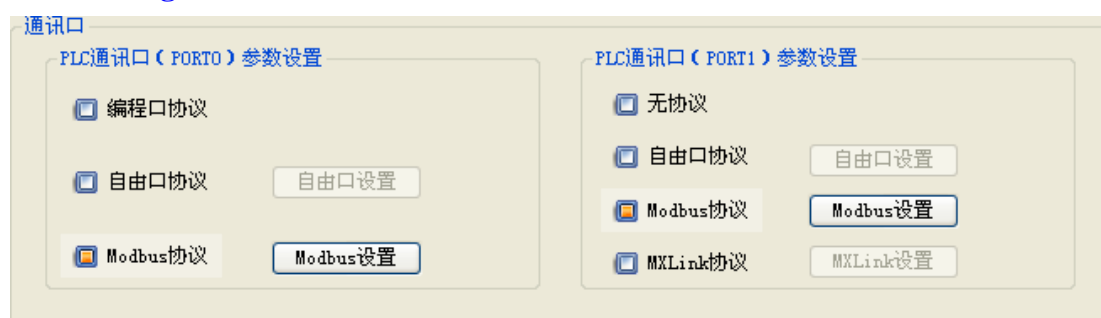 通讯口
PLC通讯口(PORT0)参数设置
编程口协议
自由口协议 自由口设置
Modbus协议 Modbus设置
PLC通讯口(PORT1)参数设置
无协议
自由口协议 自由口设置
Modbus协议 Modbus设置
MXLink协议 MXLink设置